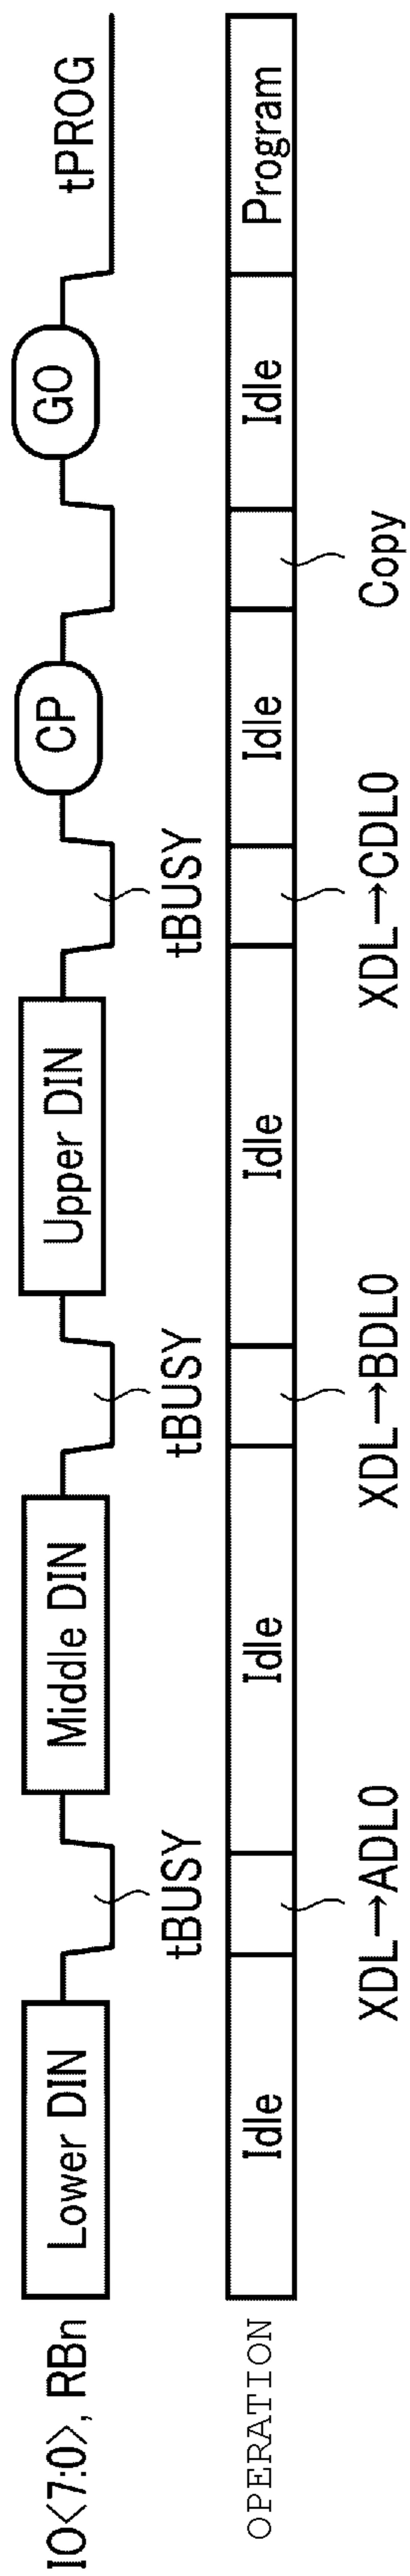 IO<7:0>, RBn
Lower DIN
Middle DIN
Upper DIN
CP
GO
tPROG
tBUSY
tBUSY
tBUSY
OPERATION
Idle
Idle
Idle
Idle
Idle
Program
XDL→ADL0
XDL→BDL0
XDL→CDL0
Copy